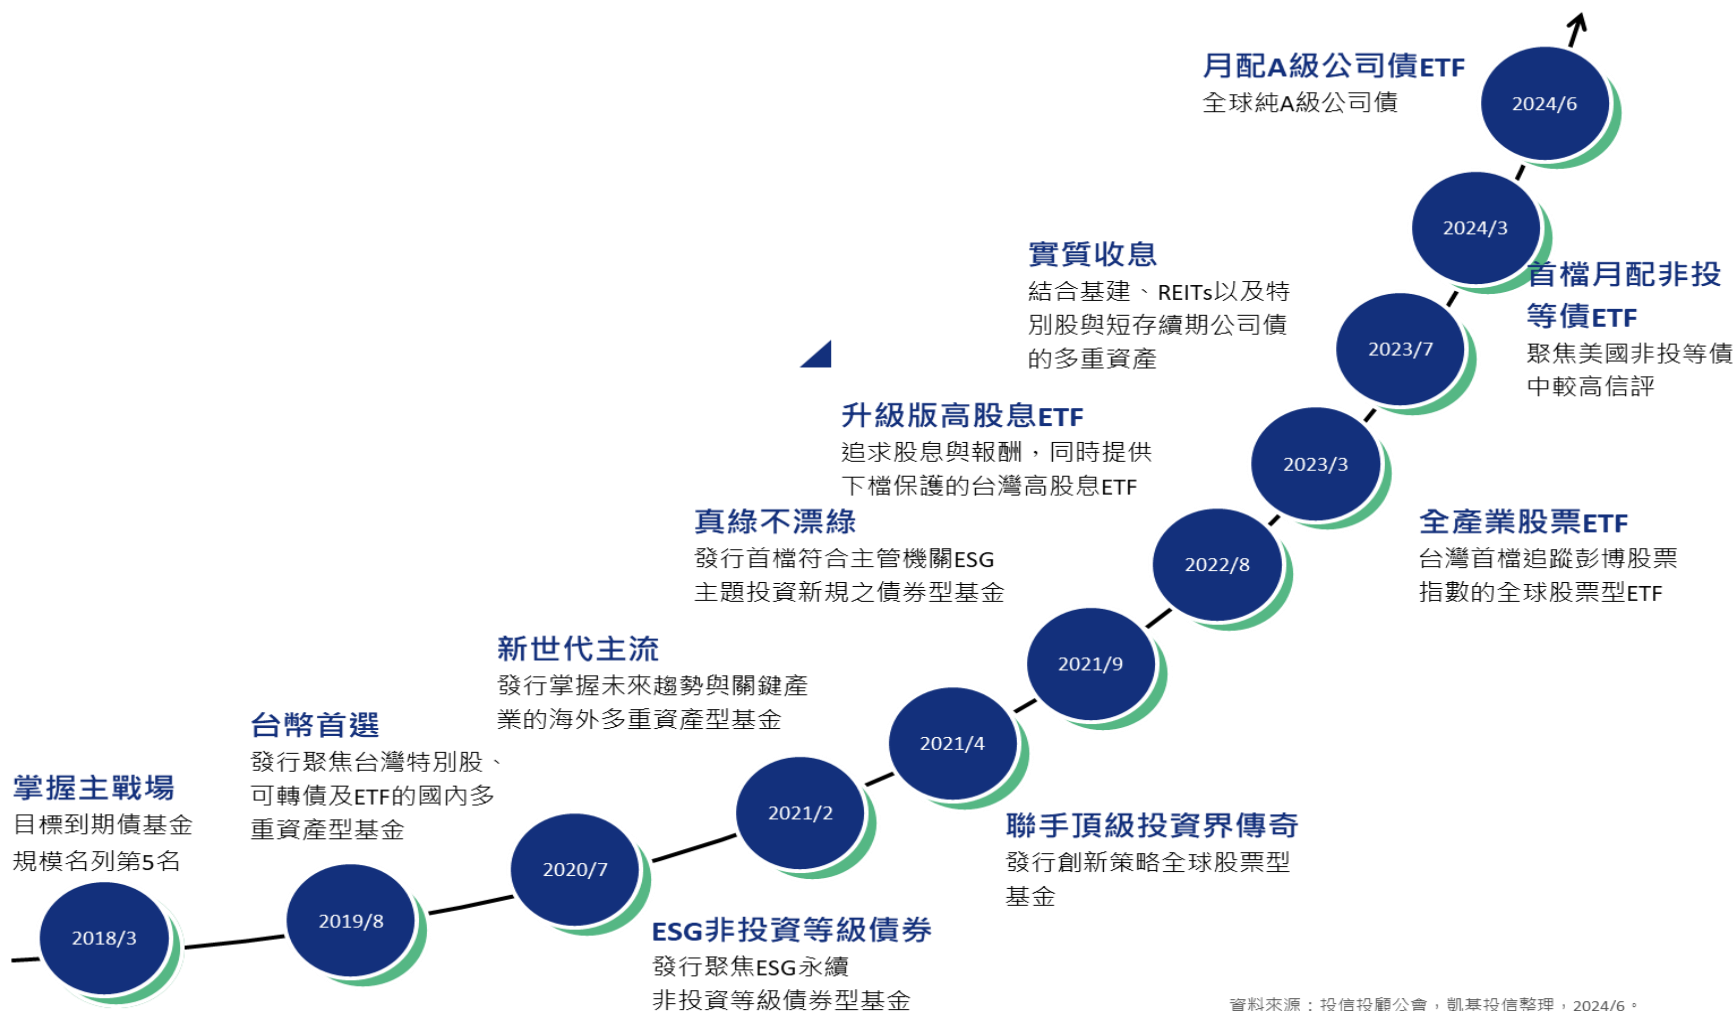 月配A級公司債ETF
全球純A級公司債
2024/6
2024/3
首檔月配非投
等債ETF
聚焦美國非投等債
中較高信評
實質收息
結合基建、REITs以及特
別股與短存續期公司債
的多重資產
2023/7
升級版高股息ETF
追求股息與報酬，同時提供
下檔保護的台灣高股息ETF
2023/3
全產業股票ETF
台灣首檔追蹤彭博股票
指數的全球股票型ETF
真綠不漂綠
發行首檔符合主管機關ESG
主題投資新規之債券型基金
2022/8
新世代主流
發行掌握未來趨勢與關鍵產
業的海外多重資產型基金
2021/9
2021/4
聯手頂級投資界傳奇
發行創新策略全球股票型
基金
台幣首選
發行聚焦台灣特別股、
可轉債及ETF的國內多
重資產型基金
2021/2
ESG非投資等級債券
發行聚焦ESG永續
非投資等級債券型基金
2020/7
掌握主戰場
目標到期債基金
規模名列第5名
2019/8
2018/3
資料來源：投信投顧公會，凱基投信整理，2024/6。